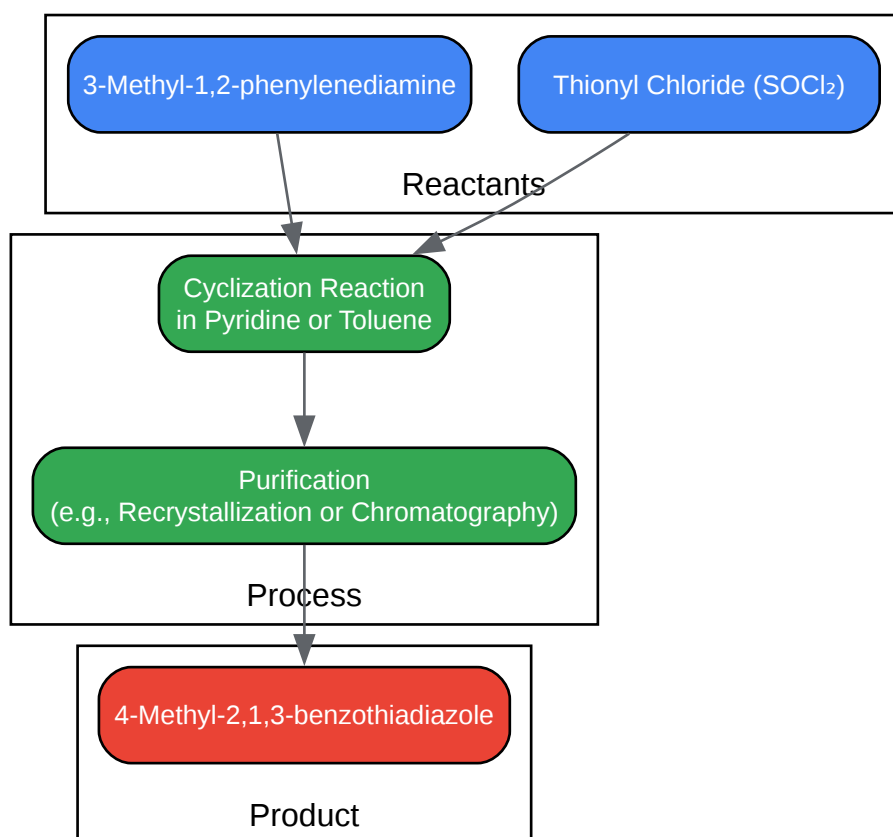 3-Methyl-1,2-phenylenediamine
Thionyl Chloride (SOCl₂)
Reactants
Cyclization Reaction
in Pyridine or Toluene
Purification
(e.g., Recrystallization or Chromatography)
Process
4-Methyl-2,1,3-benzothiadiazole
Product